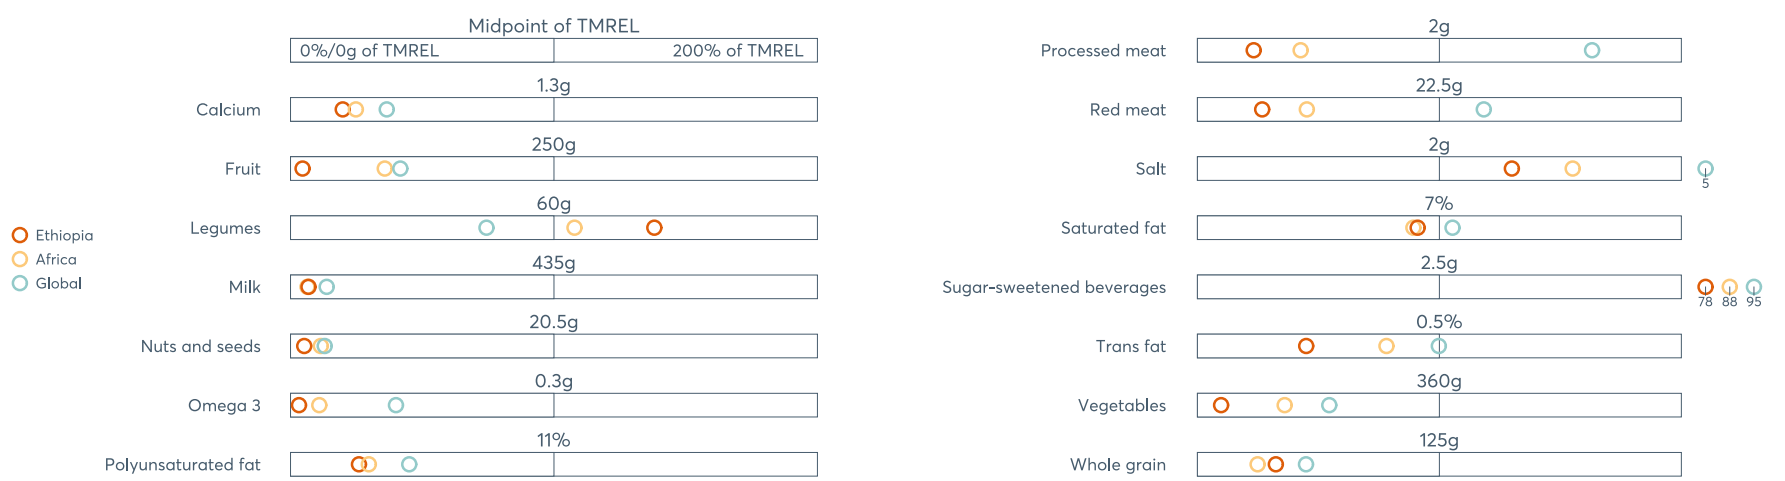 Midpoint of TMREL
0%/0g of TMREL 200% of TMREL
Calcium 1.3g
Fruit 250g
Legumes 60g
Milk 435g
Nuts and seeds 20.5g
Omega 3 0.3g
Polyunsaturated fat 11%
Ethiopia
Africa
Global
Processed meat 2g
Red meat 22.5g
Salt 2g
5
Saturated fat 7%
Sugar-sweetened beverages 2.5g
78 88 95
Trans fat 0.5%
Vegetables 360g
Whole grain 125g